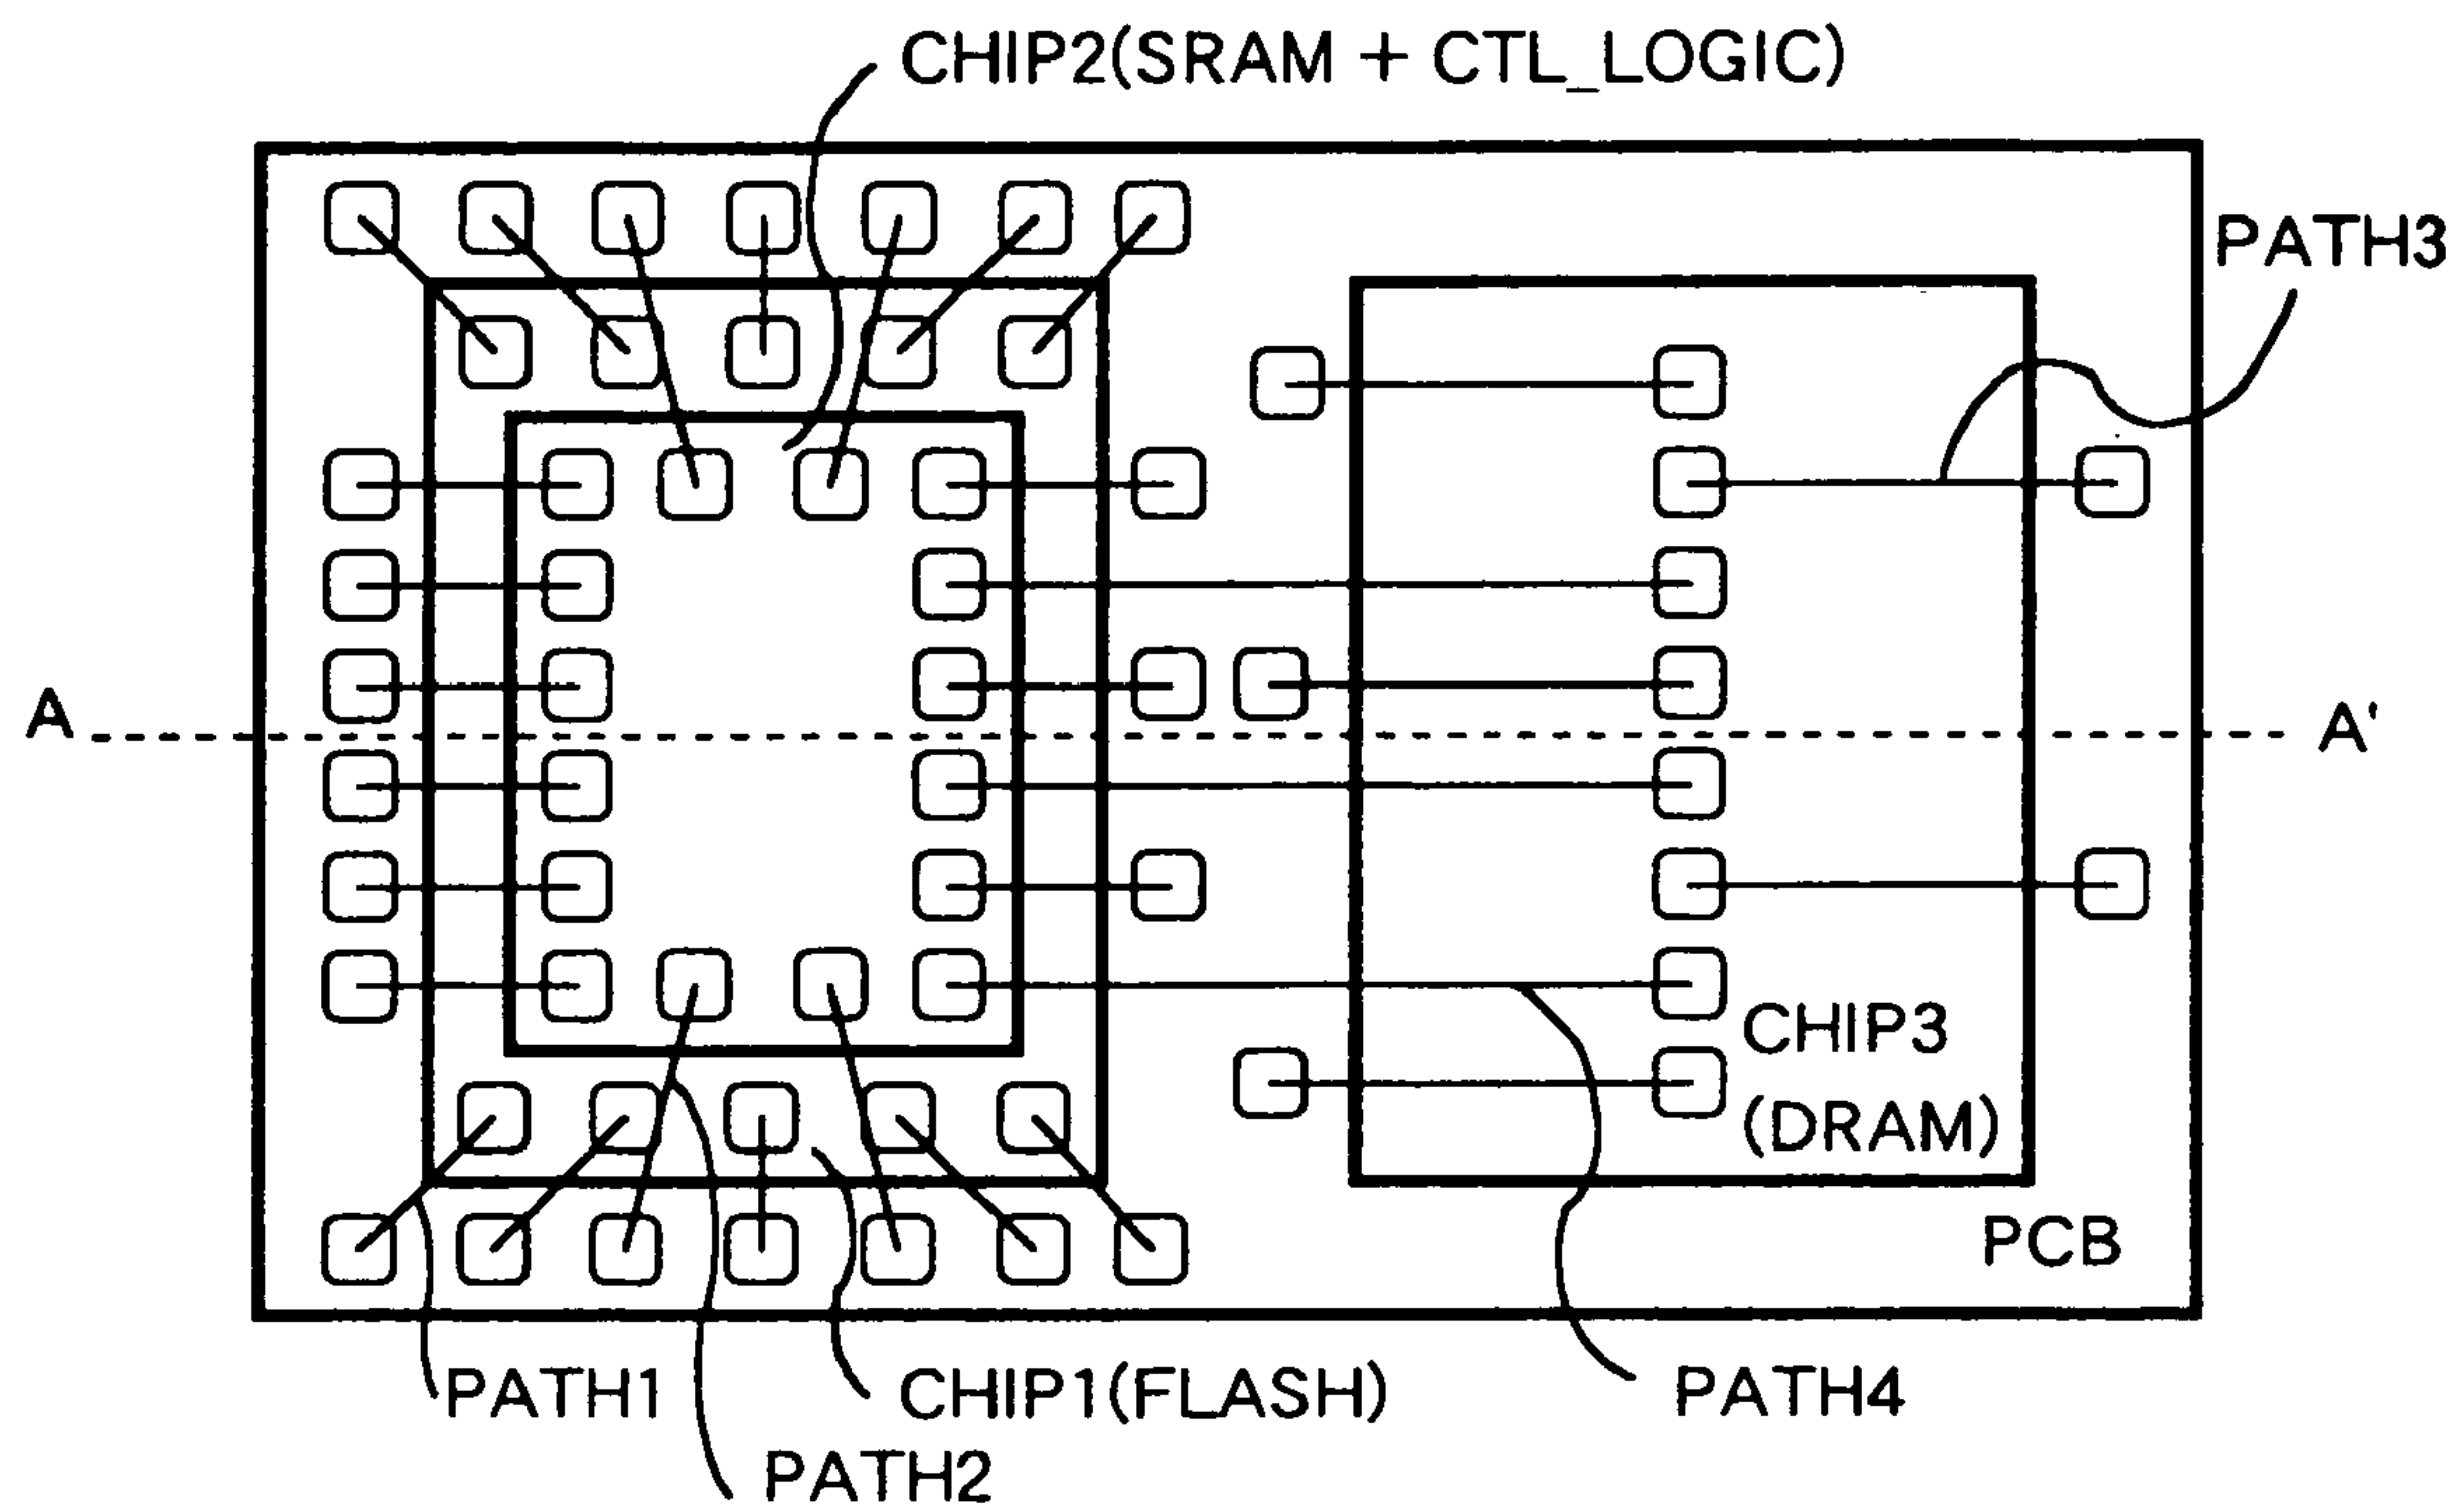 CHIP2(SRAM + CTL_LOGIC)
PATH3
A
A'
CHIP3
(DRAM)
PCB
PATH1
CHIP1(FLASH)
PATH4
PATH2